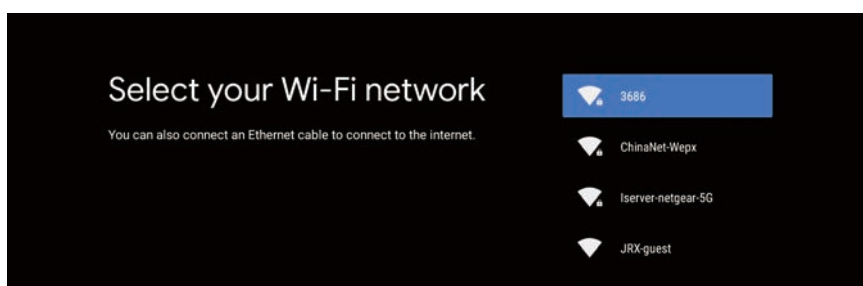 Select your Wi-Fi network
You can also connect an Ethernet cable to connect to the internet.
3686
ChinaNet-Wepx
Iserver-netgear-5G
JRX-guest